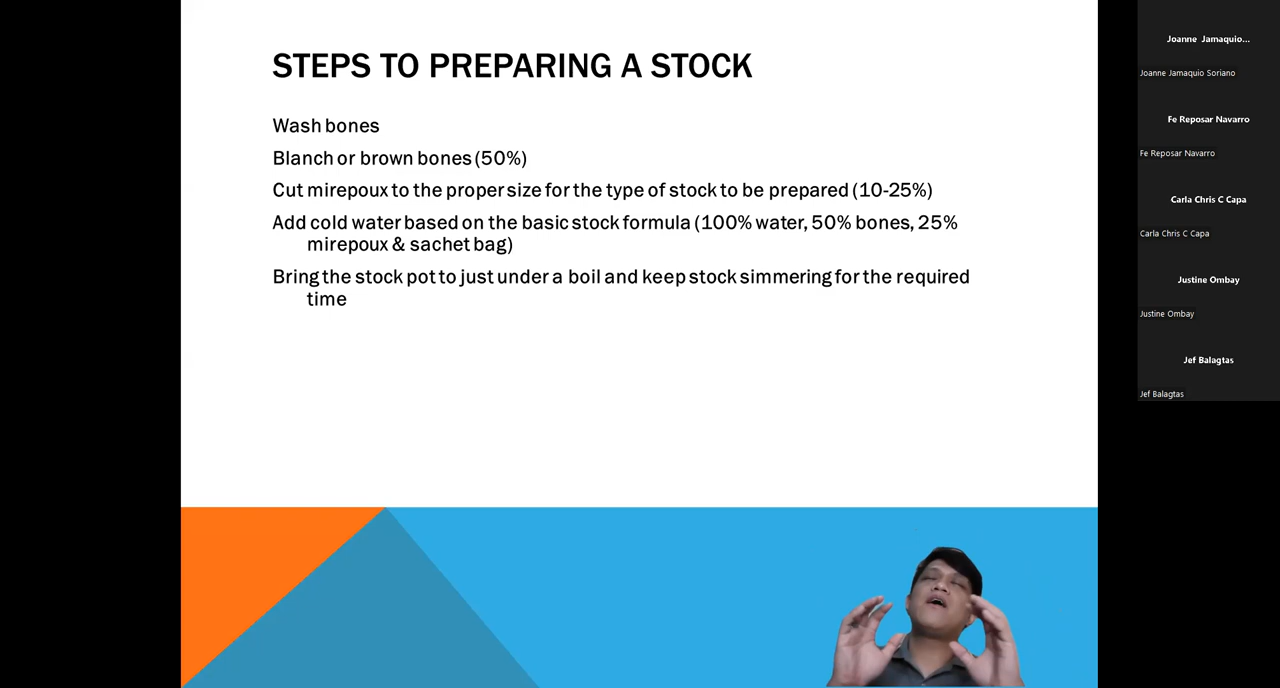 STEPS TO PREPARING A STOCK
Wash bones
Blanch or brown bones (50%)
Cut mirepoux to the proper size for the type of stock to be prepared (10-25%)
Add cold water based on the basic stock formula (100% water, 50% bones, 25%
mirepoux & sachet bag)
Bring the stock pot to just under a boil and keep stock simmering for the required
time
Joanne Jamaquio...
Joanne Jamaquio Soriano
Fe Reposar Navarro
Fe Reposar Navarro
Carla Chris C Capa
Carla Chris C Capa
Justine Ombay
Justine Ombay
Jef Balagtas
Jef Balagtas